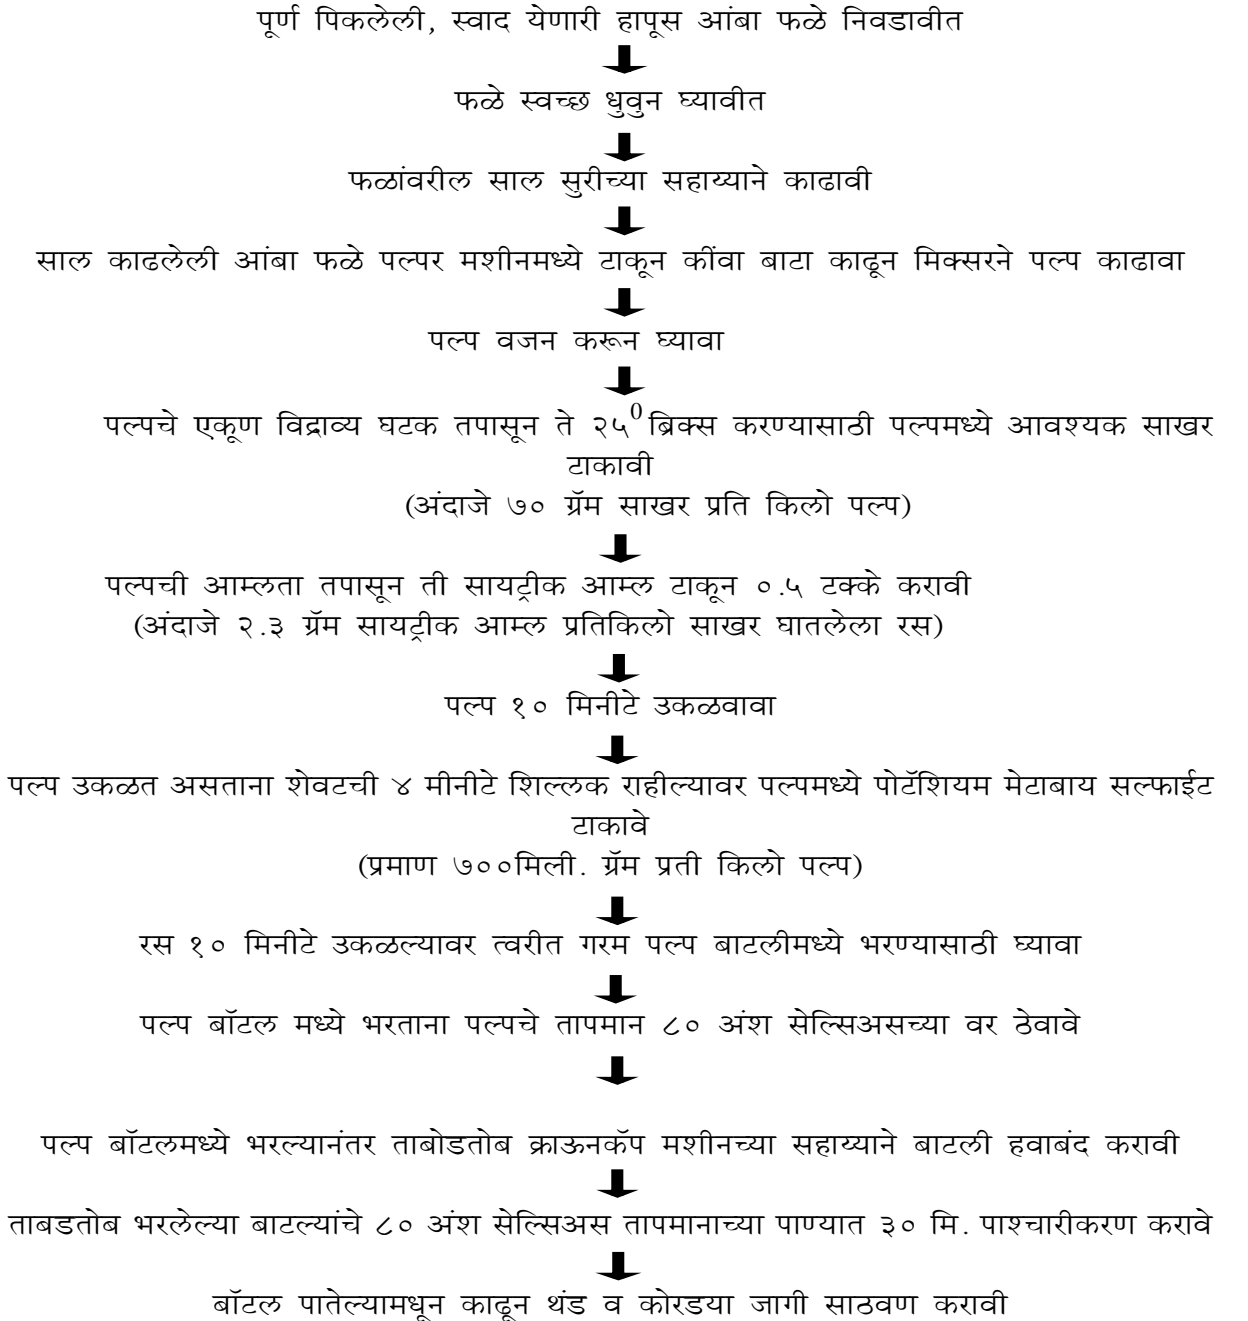 पूर्ण पिकलेली, स्वाद येणारी हापूस आंबा फळे निवडावीत
फळे स्वच्छ धुवुन घ्यावीत
फळांवरील साल सुरीच्या सहाय्याने काढावी
साल काढलेली आंबा फळे पल्पर मशीनमध्ये टाकून कींवा बाटा काढून मिक्सरने पल्प काढावा
पल्प वजन करून घ्यावा
पल्पचे एकूण विद्राव्य घटक तपासून ते २५⁰ ब्रिक्स करण्यासाठी पल्पमध्ये आवश्यक साखर
टाकावी
(अंदाजे ७० ग्रॅम साखर प्रति किलो पल्प)
पल्पची आम्लता तपासून ती सायट्रीक आम्ल टाकून ०.५ टक्के करावी
(अंदाजे २.३ ग्रॅम सायट्रीक आम्ल प्रतिकिलो साखर घातलेला रस)
पल्प १० मिनीटे उकळवावा
पल्प उकळत असताना शेवटची ४ मीनीटे शिल्लक राहील्यावर पल्पमध्ये पोटॅशियम मेटाबाय सल्फाईट
टाकावे
(प्रमाण ७००मिली. ग्रॅम प्रती किलो पल्प)
रस १० मिनीटे उकळल्यावर त्वरीत गरम पल्प बाटलीमध्ये भरण्यासाठी घ्यावा
पल्प बॉटल मध्ये भरताना पल्पचे तापमान ८० अंश सेल्सिअसच्या वर ठेवावे
पल्प बॉटलमध्ये भरल्यानंतर ताबोडतोब क्राऊनकॅप मशीनच्या सहाय्याने बाटली हवाबंद करावी
ताबडतोब भरलेल्या बाटल्यांचे ८० अंश सेल्सिअस तापमानाच्या पाण्यात ३० मि. पाश्चारीकरण करावे
बॉटल पातेल्यामधून काढून थंड व कोरडया जागी साठवण करावी